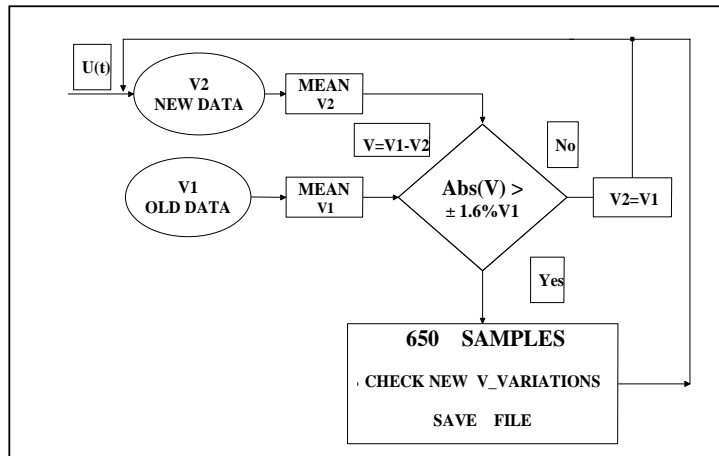 U(t)
V2
NEW DATA
MEAN
V2
V=V1-V2
No
V1
OLD DATA
MEAN
V1
Abs(V) >
± 1.6%V1
V2=V1
Yes
650 SAMPLES
CHECK NEW V_VARIATIONS
SAVE FILE